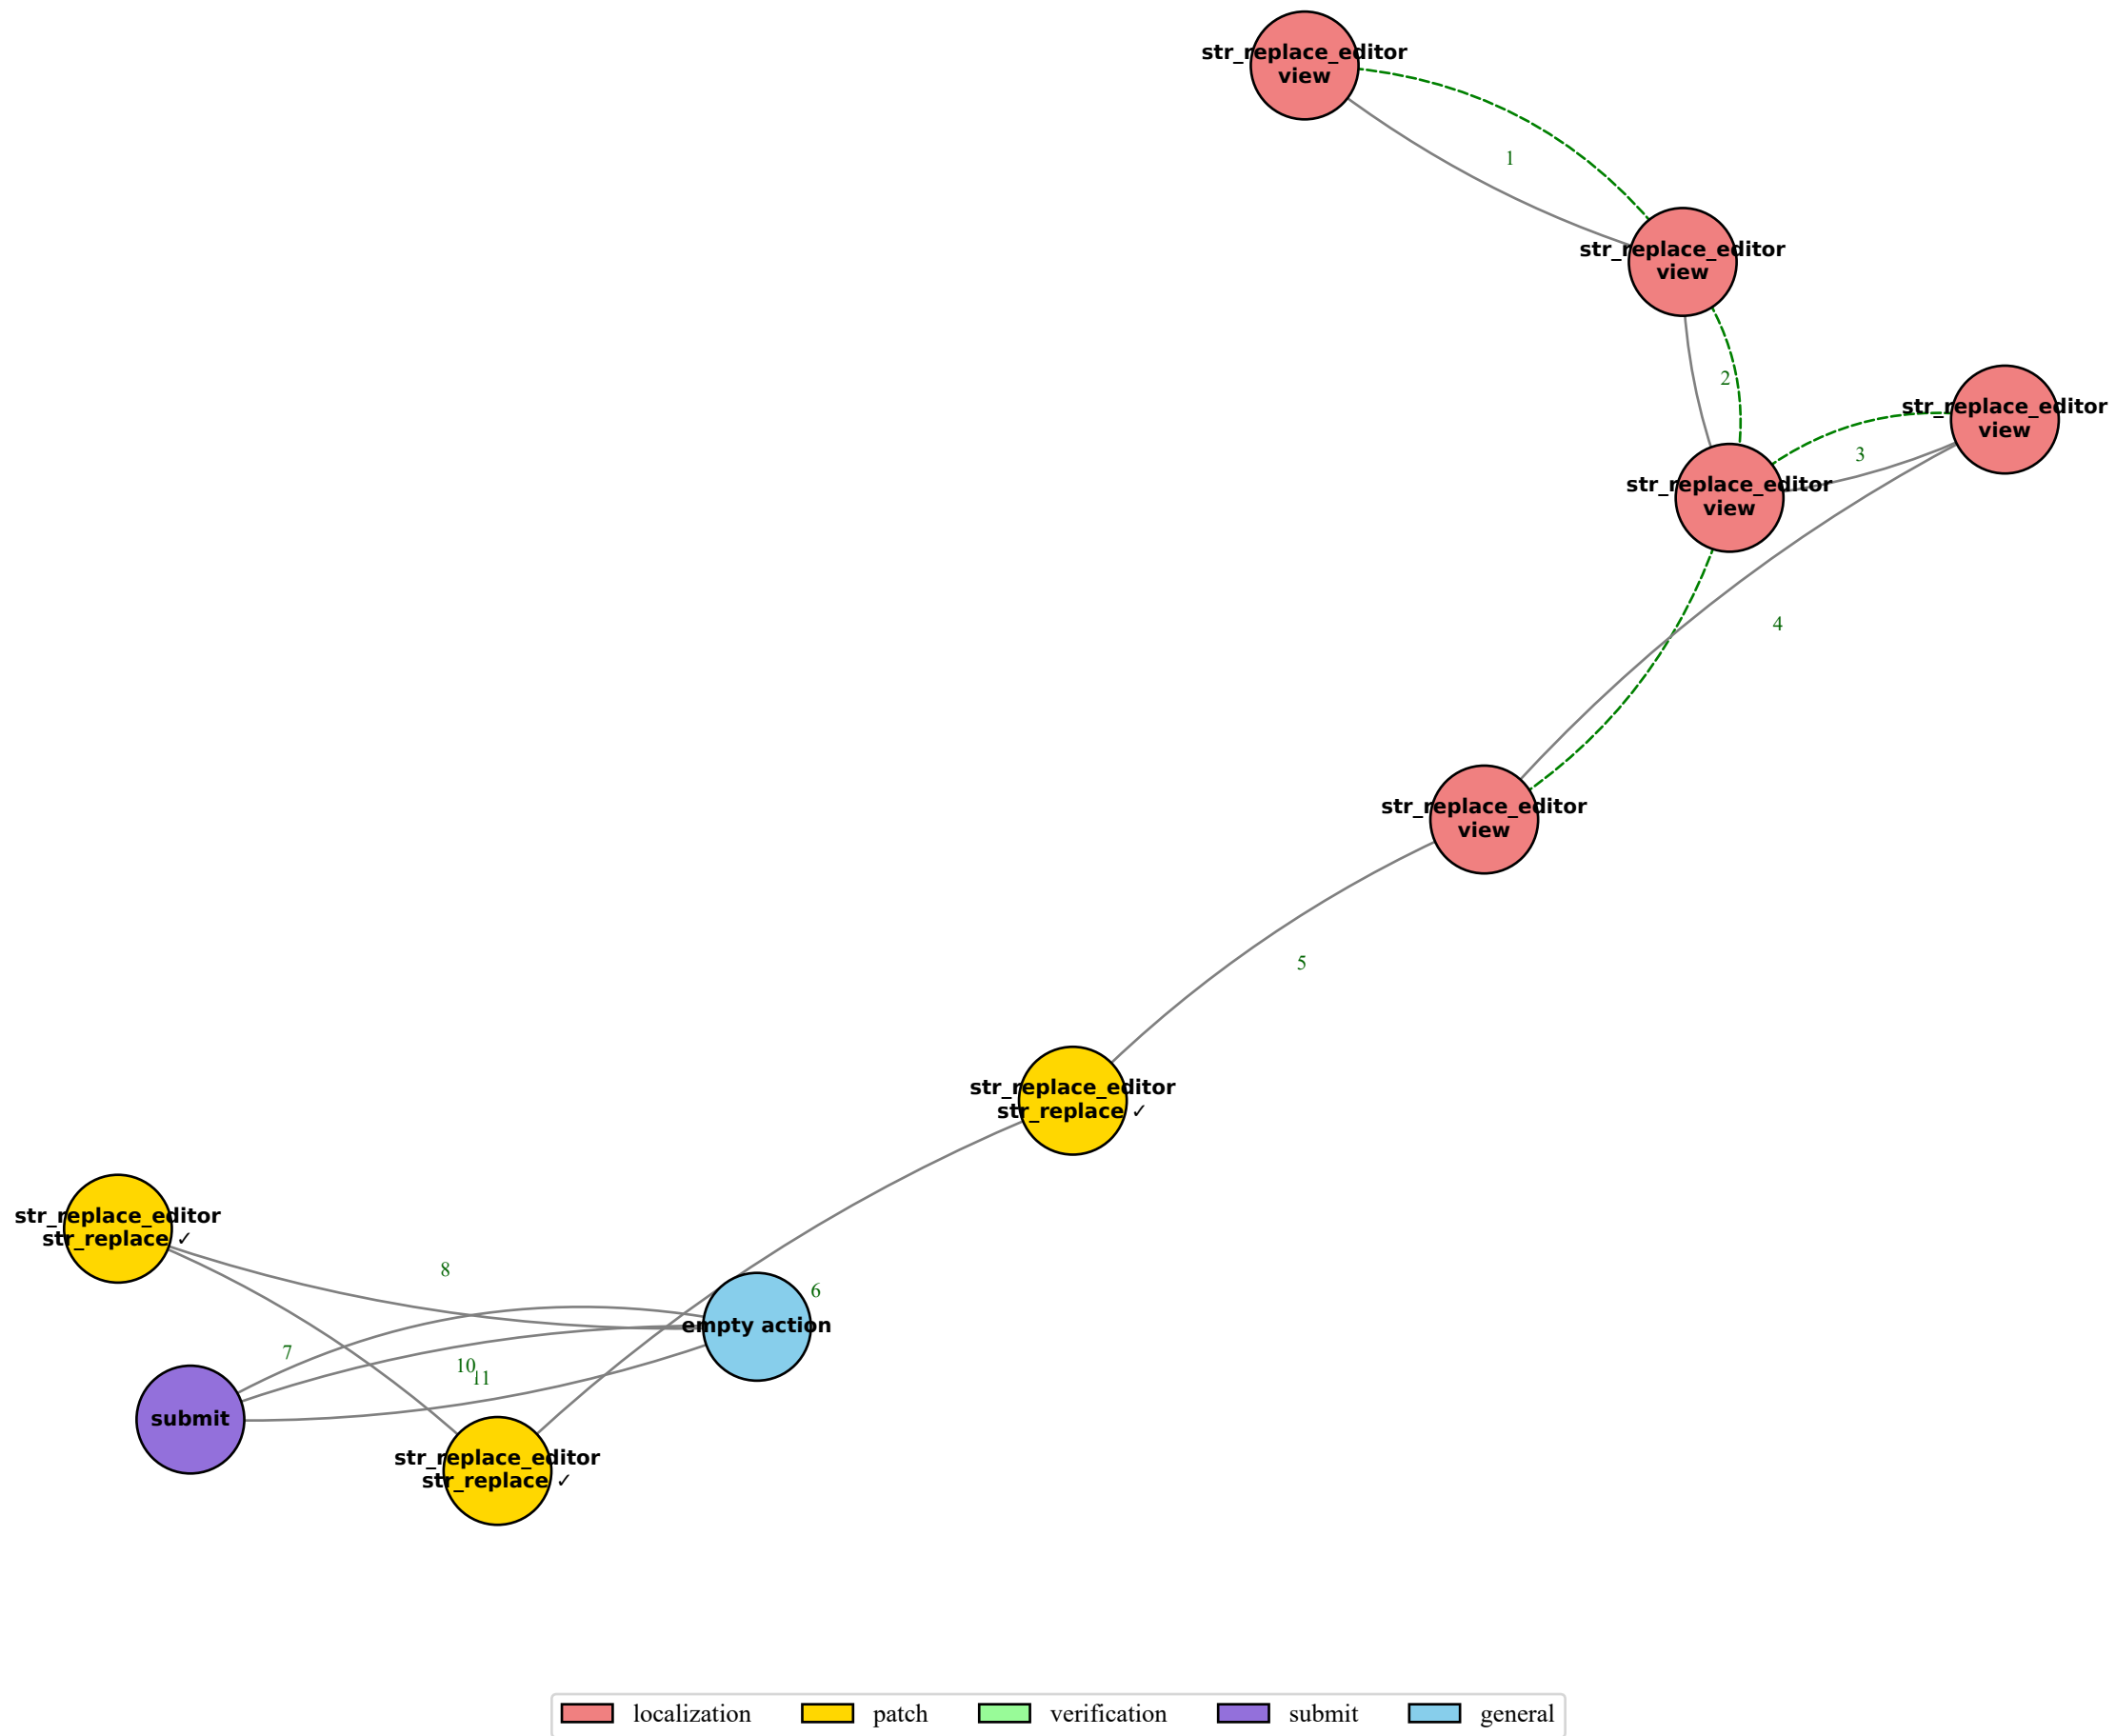 str_replace_editor
view
1
str_replace_editor
view
2
str_replace_editor
view
3
str_replace_editor
view
4
str_replace_editor
view
5
str_replace_editor
str_replace ✓
str_replace_editor
str_replace ✓
8
6
empty action
7
10
11
submit
str_replace_editor
str_replace ✓
localization
patch
verification
submit
general